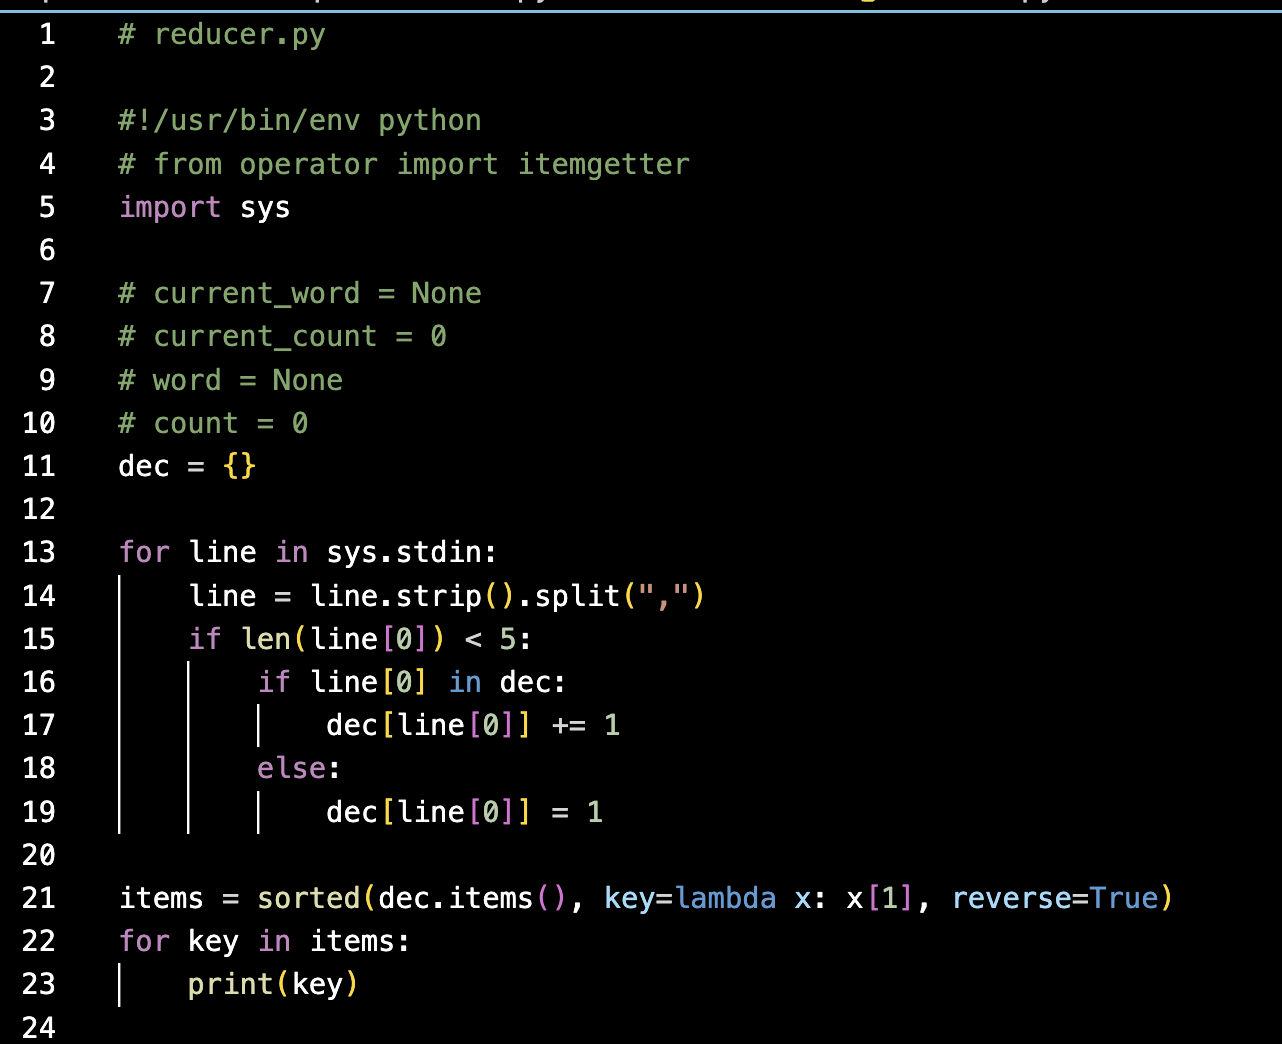 1 # reducer.py
2
3 #!/usr/bin/env python
4 # from operator import itemgetter
5 import sys
6
7 # current_word = None
8 # current_count = 0
9 # word = None
10 # count = 0
11 dec = {}
12
13 for line in sys.stdin:
14     line = line.strip().split(",")
15     if len(line[0]) < 5:
16         if line[0] in dec:
17             dec[line[0]] += 1
18         else:
19             dec[line[0]] = 1
20
21 items = sorted(dec.items(), key=lambda x: x[1], reverse=True)
22 for key in items:
23     print(key)
24